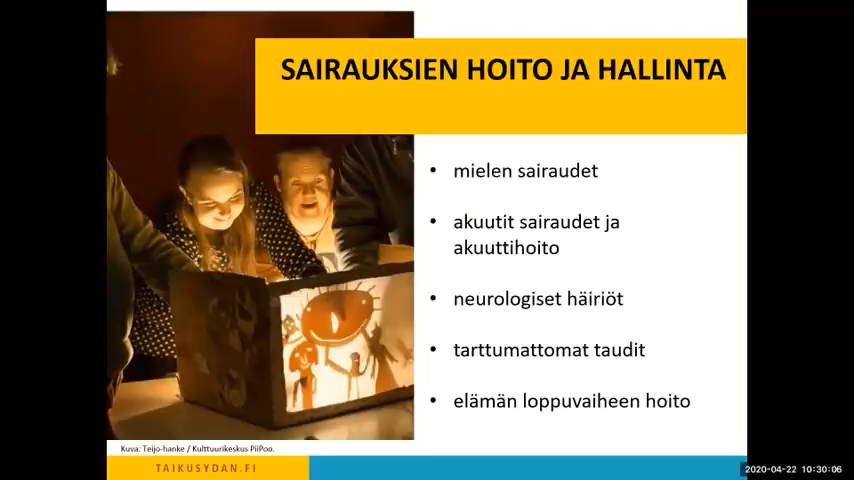 SAIRAUKSIEN HOITO JA HALLINTA
• mielen sairaudet
• akuutit sairaudet ja
akuuttihoito
• neurologiset häiriöt
• tarttumattomat taudit
• elämän loppuvaiheen hoito
Kuva: Teijo-hanke / Kulttuurikeskus PiiPoo.
TAIKUSYDAN.FI
2020-04-22 10:30:06